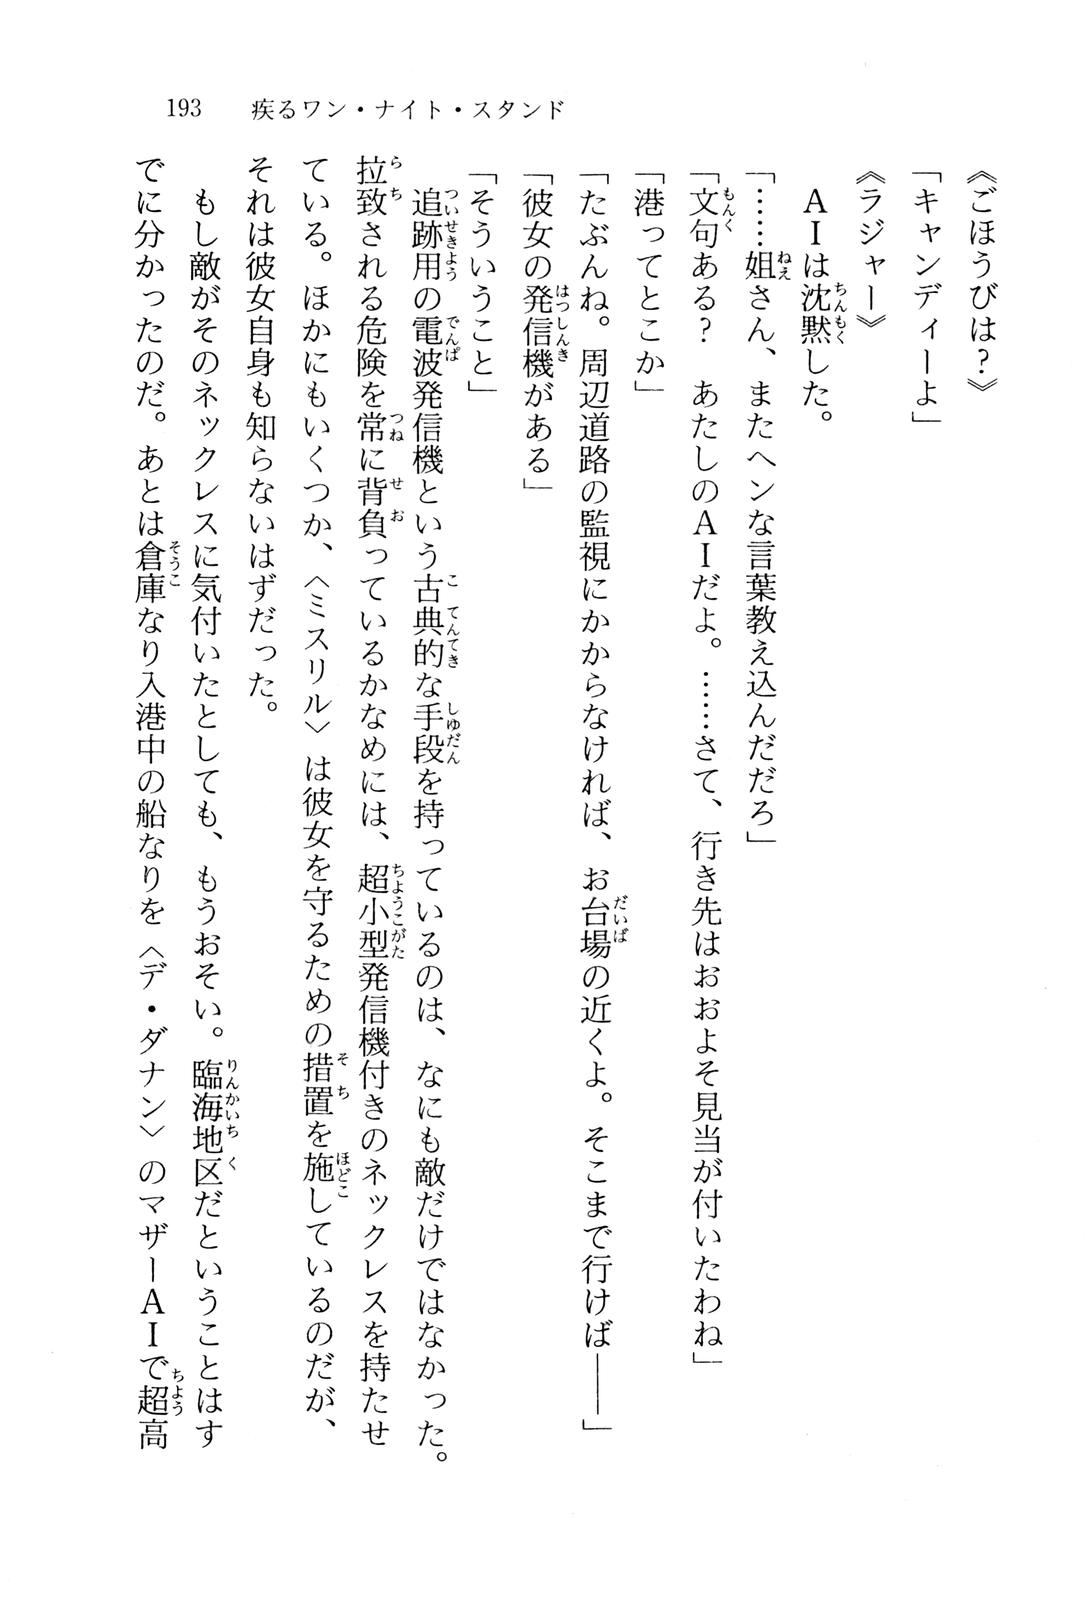 193　疾るワン・ナイト・スタンド
《ごほうびは？》
「キャンディーよ」
《ラジャー》
　ＡＩは沈黙した。
「……姐さん、またヘンな言葉教え込んだだろ」
「文句ある？　あたしのＡＩだよ。……さて、行き先はおおよそ見当が付いたわね」
「港ってとこか」
「たぶんね。周辺道路の監視にかからなければ、お台場の近くよ。そこまで行けば――」
「彼女の発信機がある」
「そういうこと」
　追跡用の電波発信機という古典的な手段を持っているのは、なにも敵だけではなかった。
拉致される危険を常に背負っているかなめには、超小型発信機付きのネックレスを持たせ
ている。ほかにもいくつか、〈ミスリル〉は彼女を守るための措置を施しているのだが、
それは彼女自身も知らないはずだった。
　もし敵がそのネックレスに気付いたとしても、もうおそい。臨海地区だということはす
でに分かったのだ。あとは倉庫なり入港中の船なりを〈デ・ダナン〉のマザーＡＩで超高